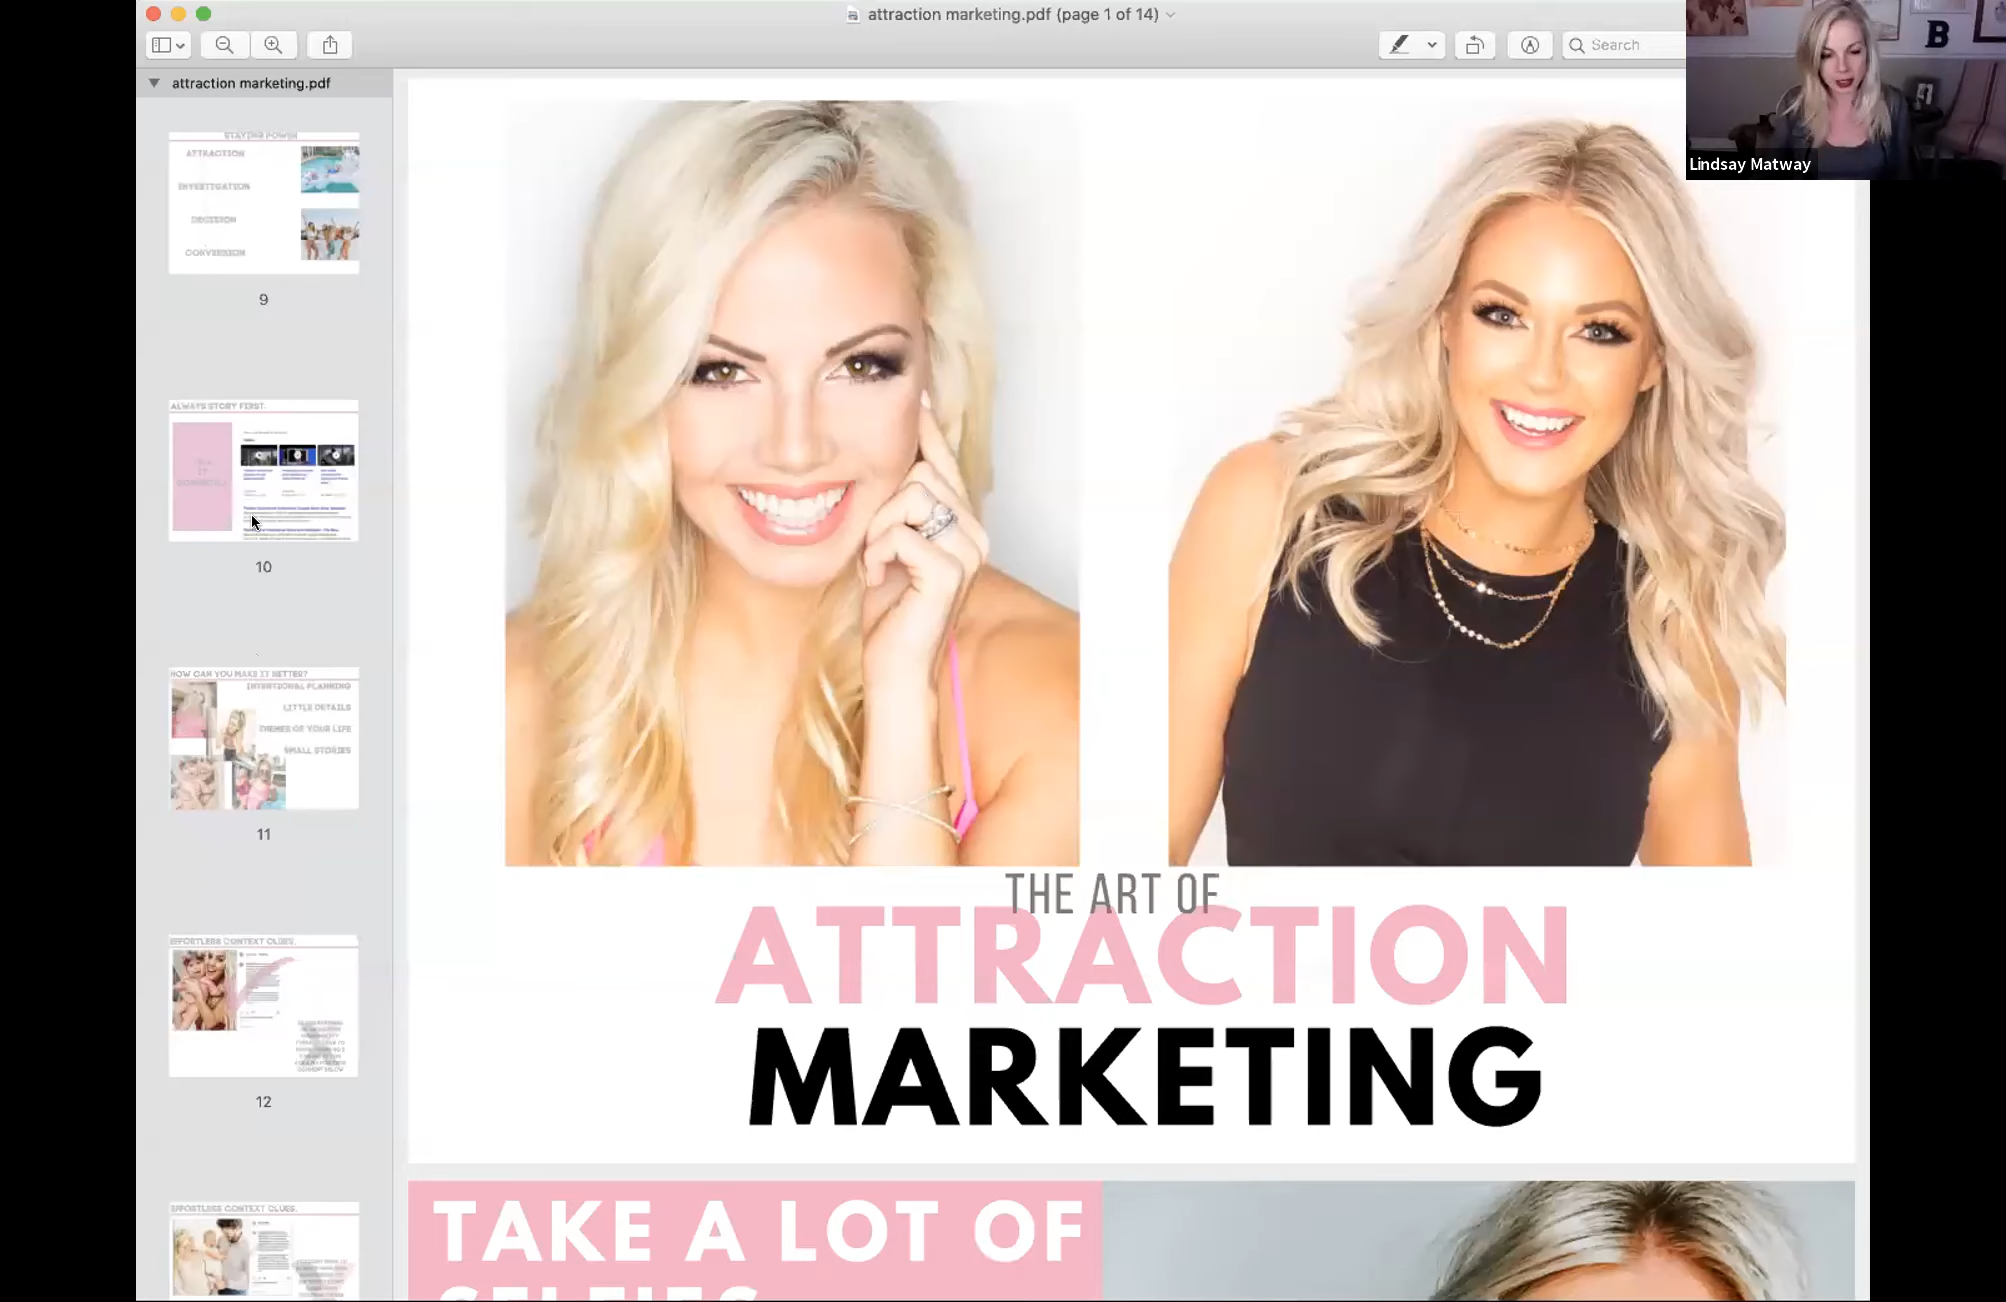 attraction marketing.pdf (page 1 of 14)
Search
attraction marketing.pdf
B
Lindsay Matway
STAYING POWER
ATTRACTION
INVESTIGATION
DECISION
CONVERSION
9
ALWAYS STORY FIRST.
10
HOW CAN YOU MAKE IT BETTER?
INTENTIONAL PLANNING
LITTLE DETAILS
THEMES OF YOUR LIFE
SMALL STORIES
11
EFFORTLESS CONTEXT CLUES.
12
EFFORTLESS CONTEXT CLUES.
THE ART OF
ATTRACTION
MARKETING
TAKE A LOT OF
SELFIES